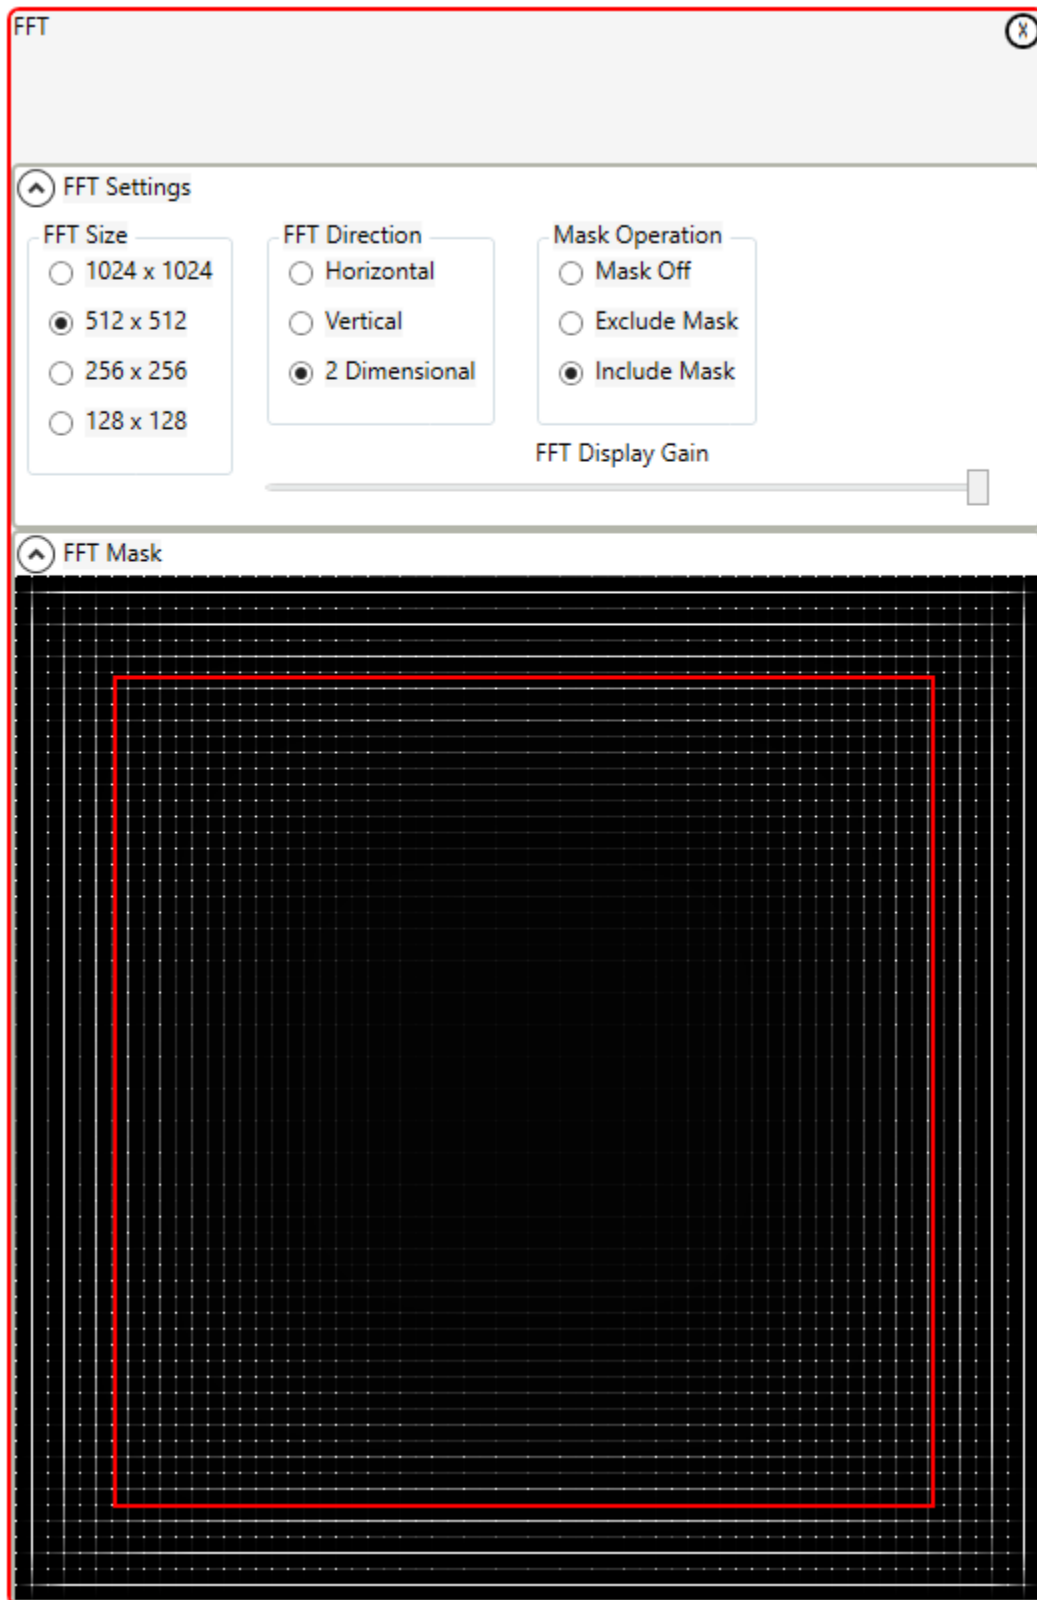 FFT
X
FFT Settings
FFT Size
FFT Direction
Mask Operation
1024 x 1024
Horizontal
Mask Off
512 x 512
Vertical
Exclude Mask
256 x 256
2 Dimensional
Include Mask
128 x 128
FFT Display Gain
FFT Mask